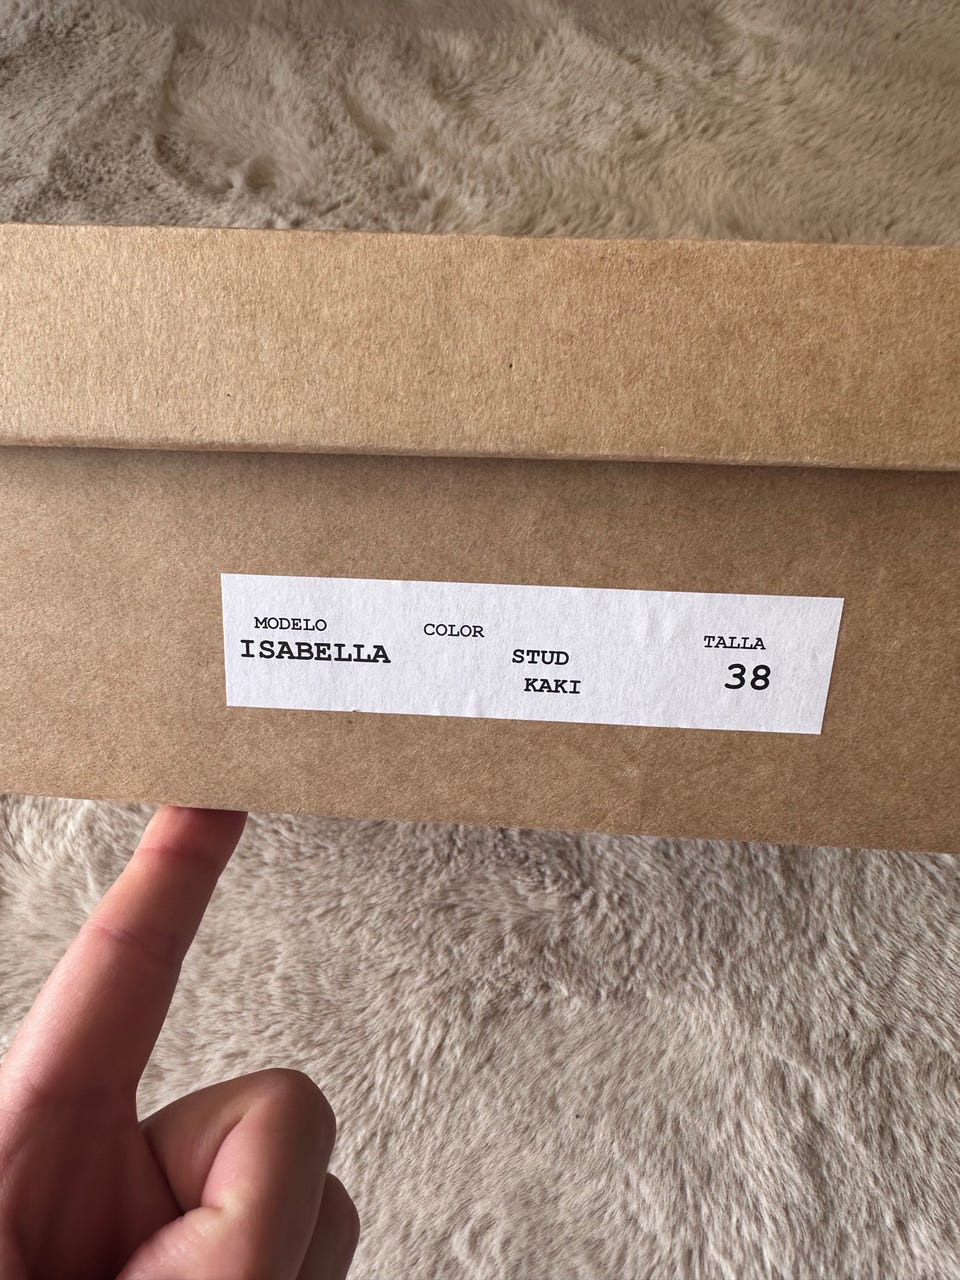 MODELO COLOR TALLA
ISABELLA STUD 38
KAKI